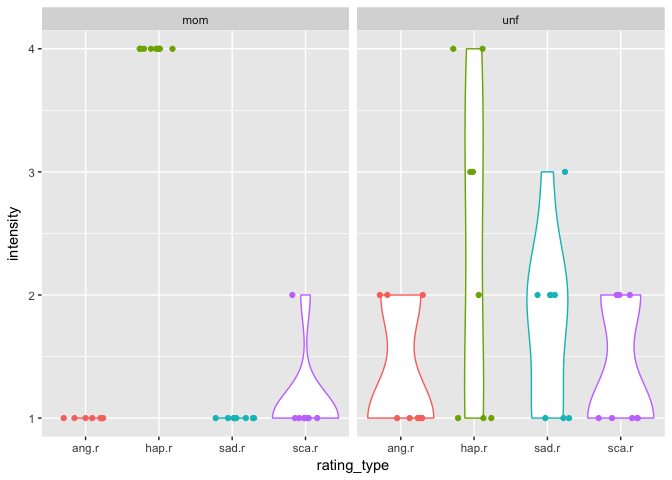 mom unf
4
3
2
1
intensity
ang.r hap.r sad.r sca.r ang.r hap.r sad.r sca.r
rating_type